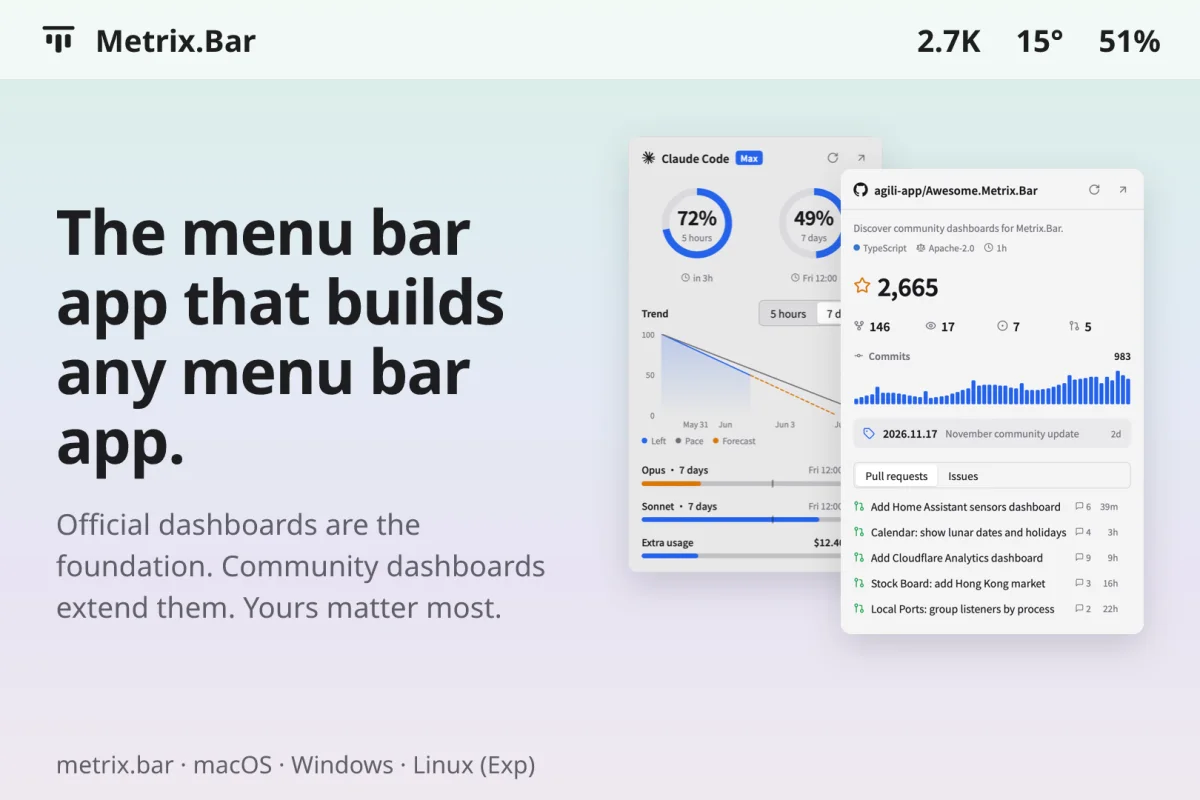 Metrix.Bar
2.7K 15° 51%
The menu bar
app that builds
any menu bar
app.
Official dashboards are the
foundation. Community dashboards
extend them. Yours matter most.
metrix.bar · macOS · Windows · Linux (Exp)
Claude Code Max
72% 49%
5 hours 7 days
in 3h Fri 12:00
Trend 5 hours 7 d
100
50
0
May 31 Jun Jun 3
Left Pace Forecast
Opus • 7 days Fri 12:00
Sonnet • 7 days Fri 12:00
Extra usage $12.4
agili-app/Awesome.Metrix.Bar
Discover community dashboards for Metrix.Bar.
TypeScript Apache-2.0 1h
2,665
146 17 7 5
Commits 983
2026.11.17 November community update 2d
Pull requests Issues
Add Home Assistant sensors dashboard 6 39m
Calendar: show lunar dates and holidays 4 3h
Add Cloudflare Analytics dashboard 9 9h
Stock Board: add Hong Kong market 3 16h
Local Ports: group listeners by process 2 22h